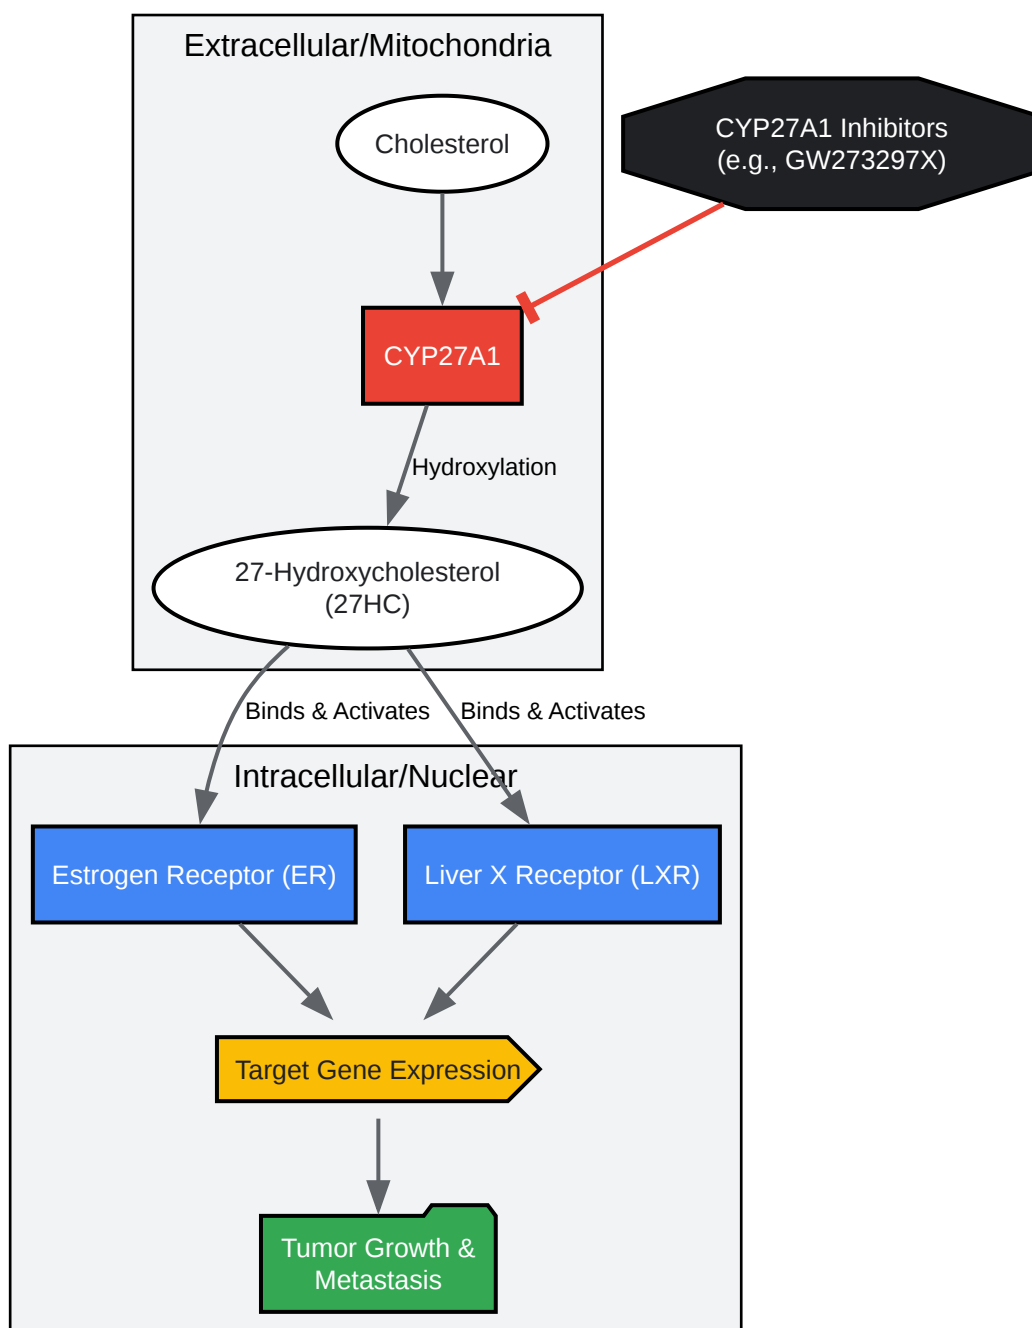 Extracellular/Mitochondria
Cholesterol
CYP27A1 Inhibitors
(e.g., GW273297X)
CYP27A1
Hydroxylation
27-Hydroxycholesterol
(27HC)
Binds & Activates
Binds & Activates
Intracellular/Nuclear
Estrogen Receptor (ER)
Liver X Receptor (LXR)
Target Gene Expression
Tumor Growth &
Metastasis